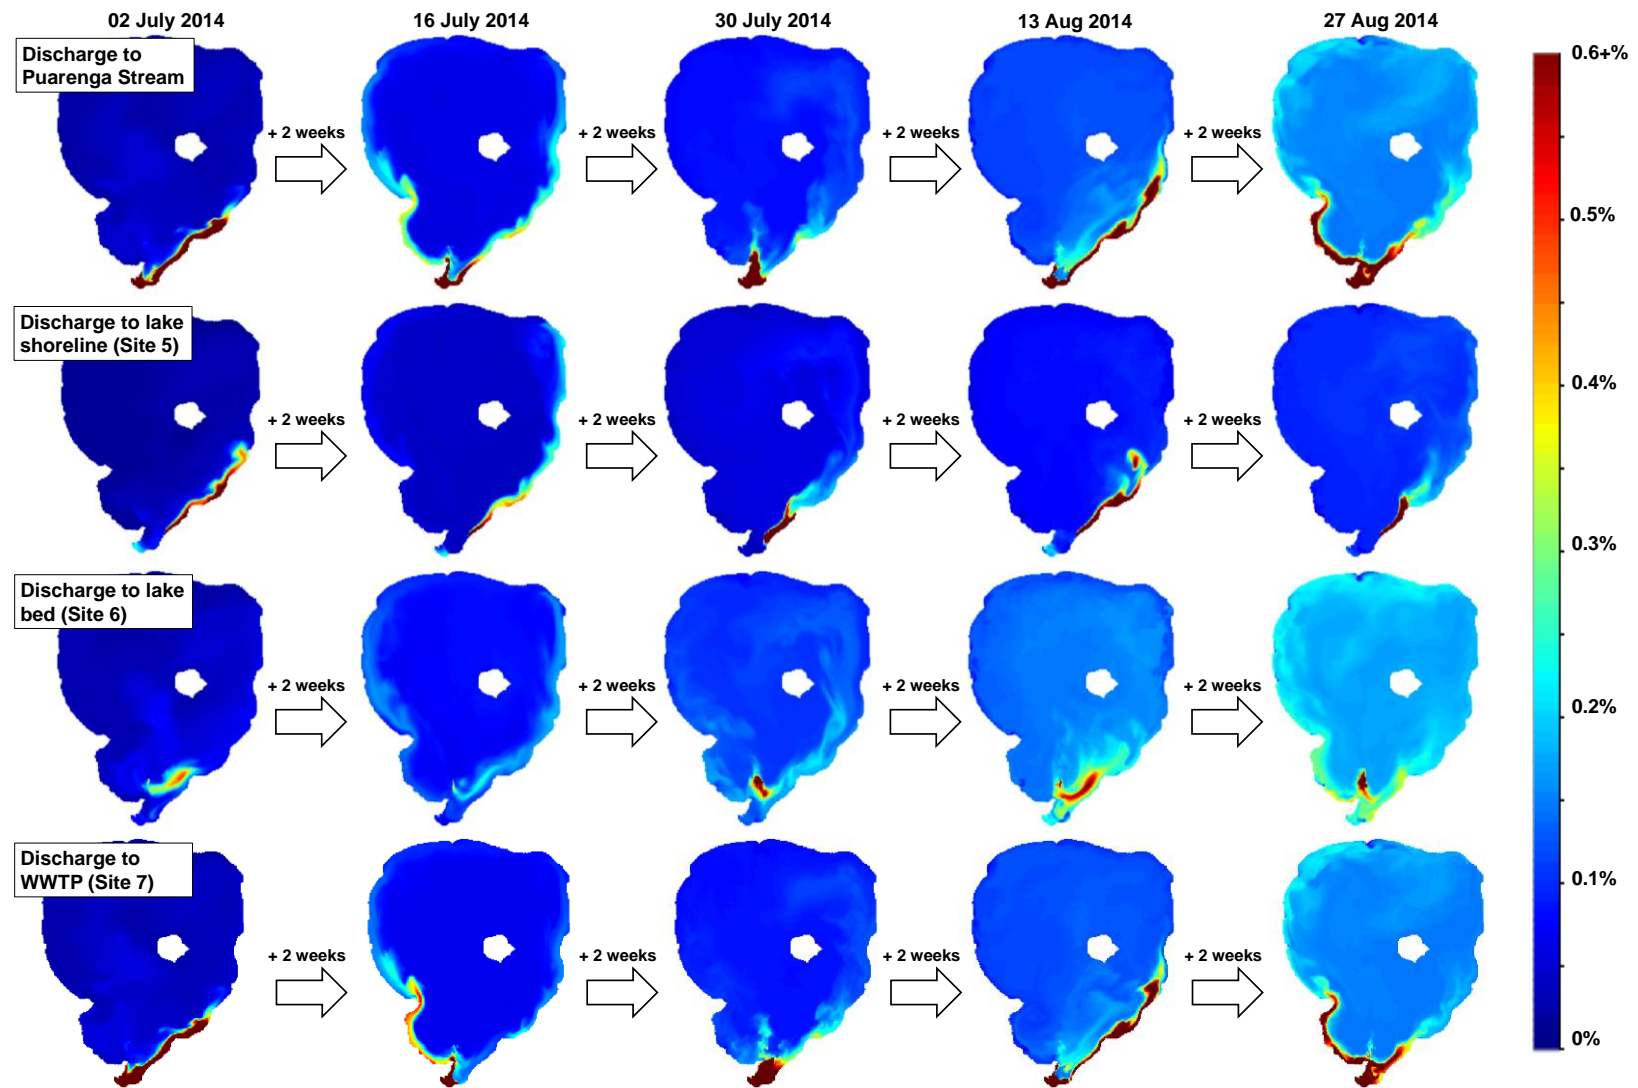 02 July 2014
16 July 2014
30 July 2014
13 Aug 2014
27 Aug 2014
Discharge to
Puarenga Stream
+ 2 weeks
+ 2 weeks
+ 2 weeks
+ 2 weeks
Discharge to lake
shoreline (Site 5)
+ 2 weeks
+ 2 weeks
+ 2 weeks
+ 2 weeks
Discharge to lake
bed (Site 6)
+ 2 weeks
+ 2 weeks
+ 2 weeks
+ 2 weeks
Discharge to
WWTP (Site 7)
+ 2 weeks
+ 2 weeks
+ 2 weeks
+ 2 weeks
0.6+%
0.5%
0.4%
0.3%
0.2%
0.1%
0%